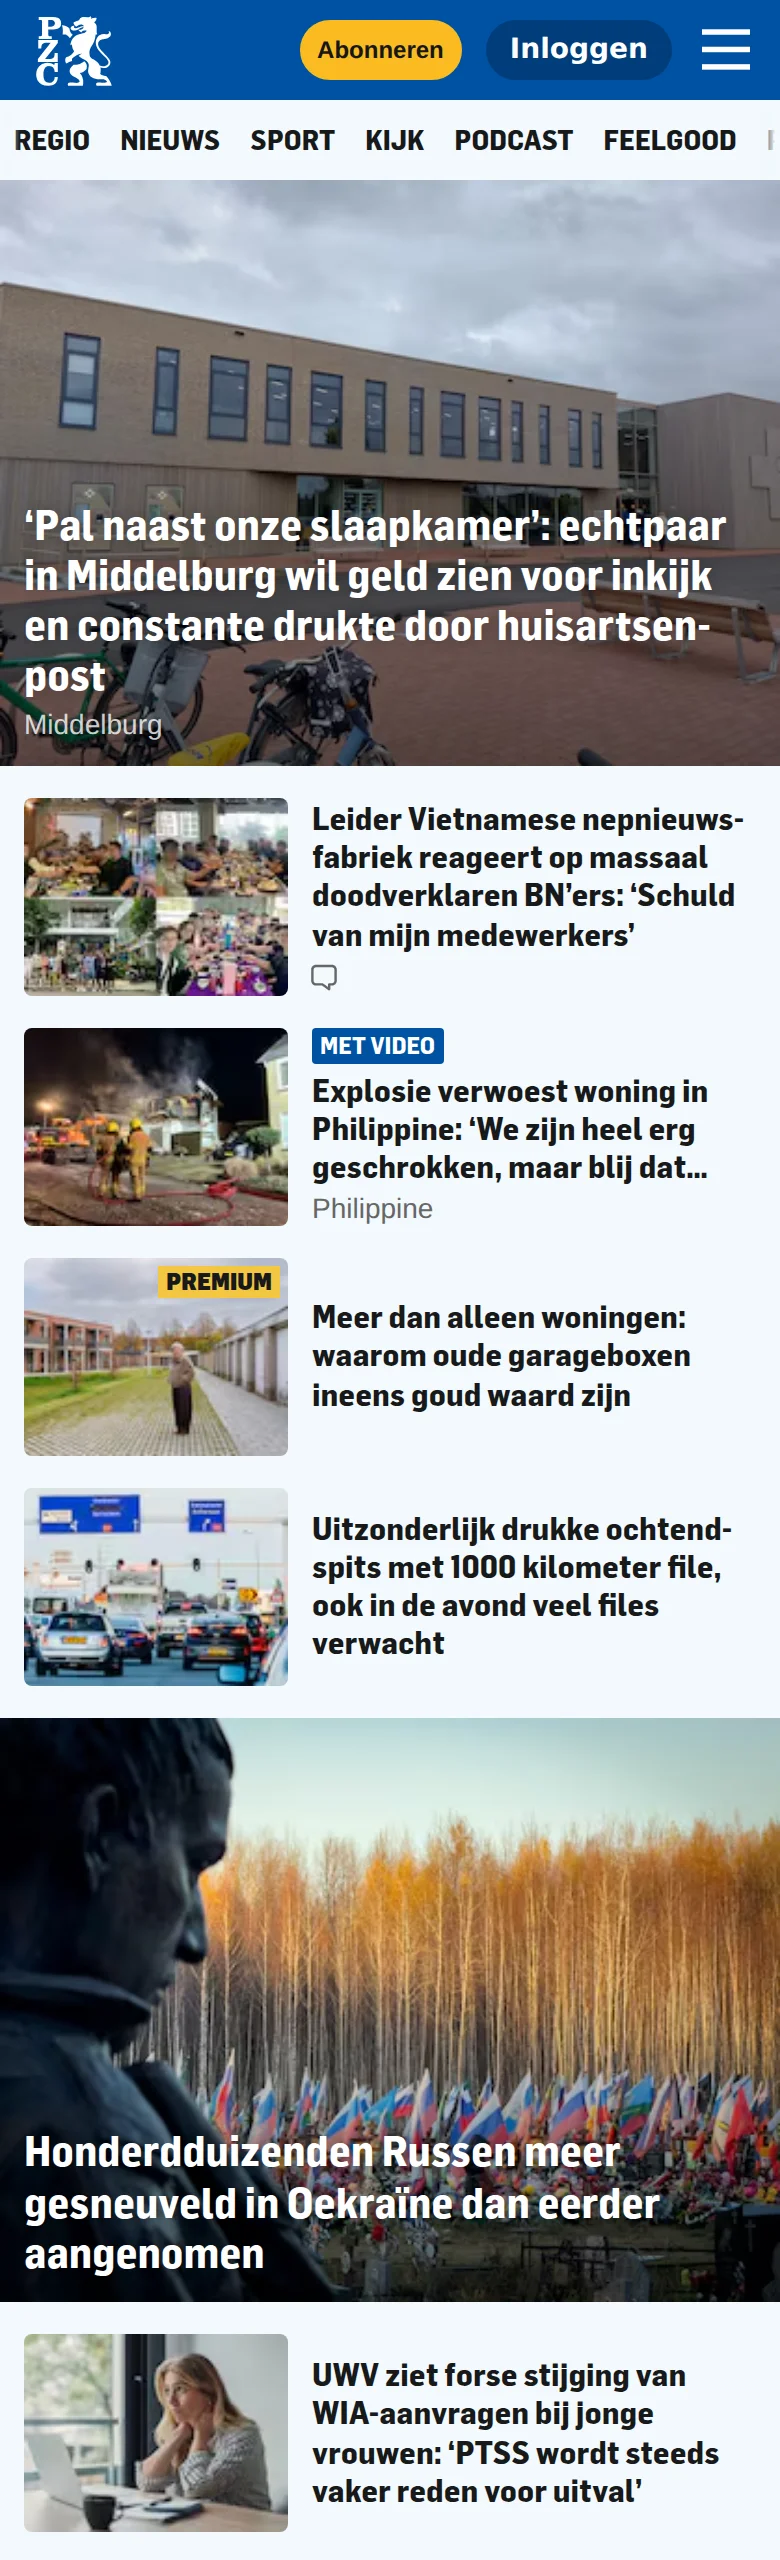 P
Z
C
Abonneren
Inloggen
REGIO NIEUWS SPORT KIJK PODCAST FEELGOOD
‘Pal naast onze slaapkamer’: echtpaar
in Middelburg wil geld zien voor inkijk
en constante drukte door huisartsen-
post
Middelburg
Leider Vietnamese nepnieuws-
fabriek reageert op massaal
doodverklaren BN’ers: ‘Schuld
van mijn medewerkers’
MET VIDEO
Explosie verwoest woning in
Philippine: ‘We zijn heel erg
geschrokken, maar blij dat...
Philippine
PREMIUM
Meer dan alleen woningen:
waarom oude garageboxen
ineens goud waard zijn
Uitzonderlijk drukke ochtend-
spits met 1000 kilometer file,
ook in de avond veel files
verwacht
Honderdduizenden Russen meer
gesneuveld in Oekraïne dan eerder
aangenomen
UWV ziet forse stijging van
WIA-aanvragen bij jonge
vrouwen: ‘PTSS wordt steeds
vaker reden voor uitval’